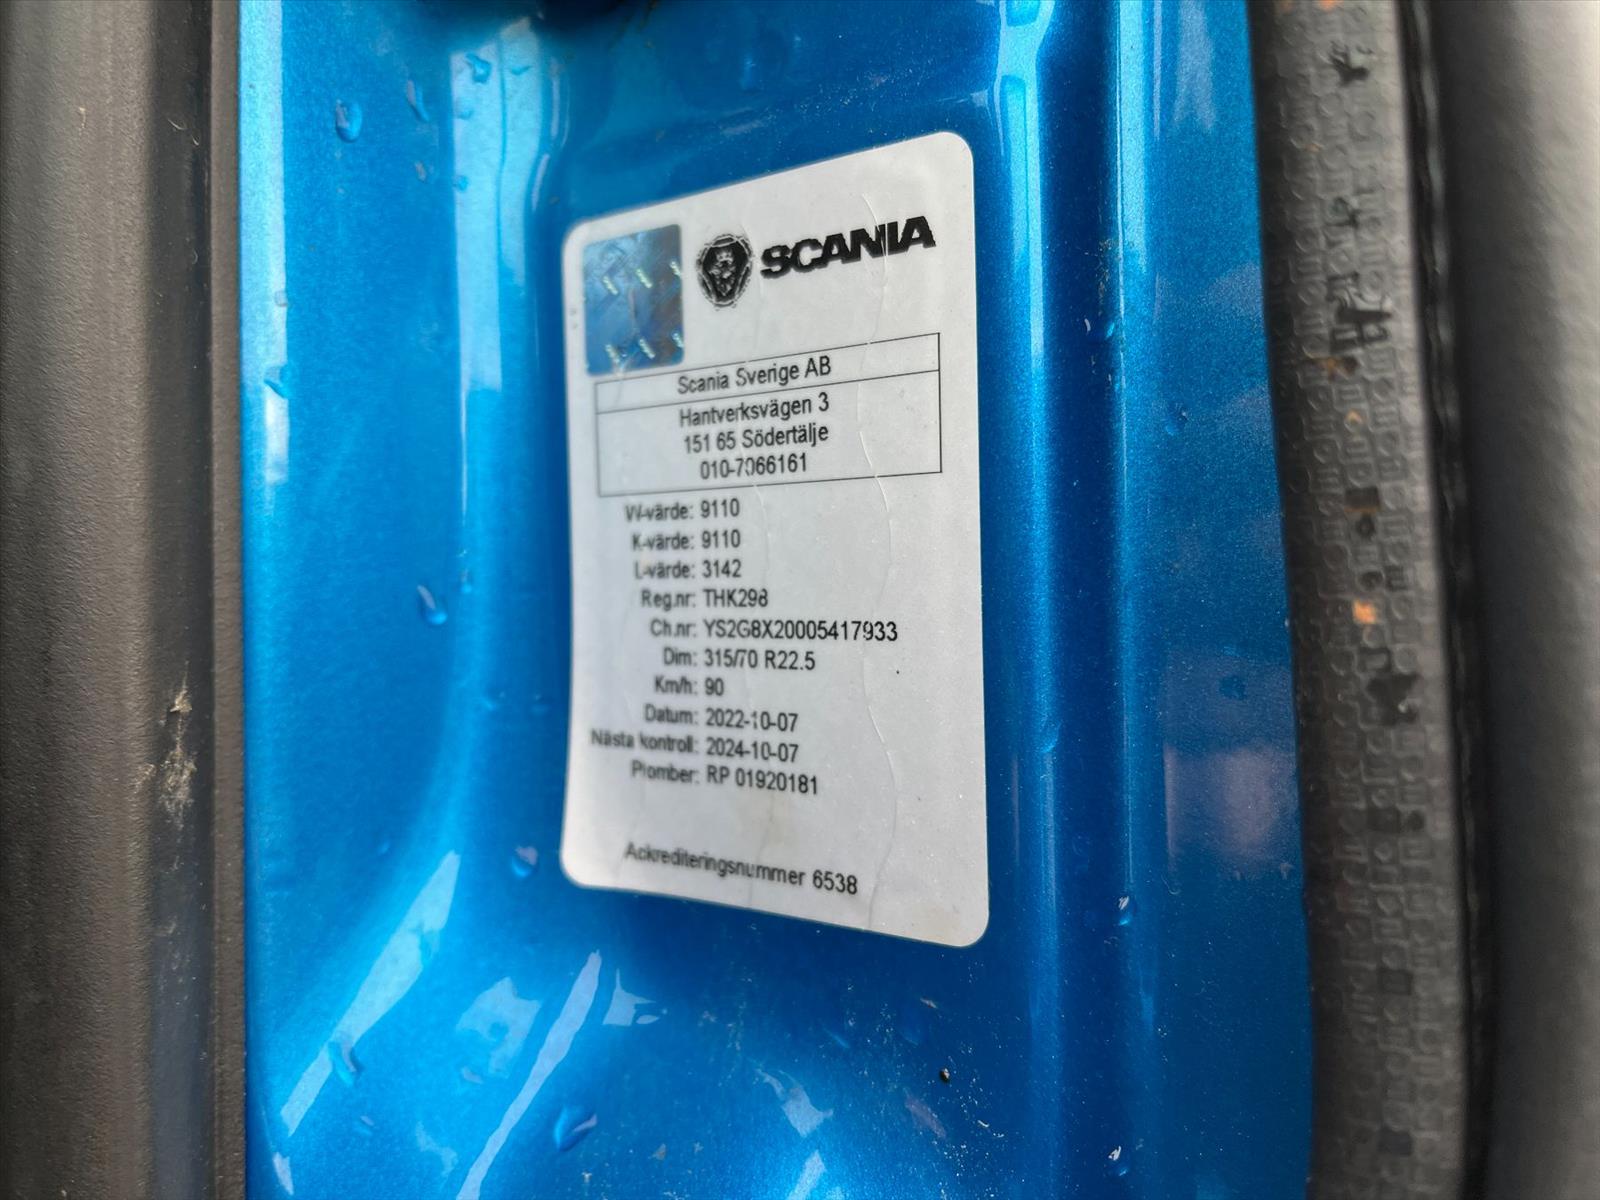 SCANIA
Scania Sverige AB
Hantverksvägen 3
151 65 Södertälje
010-7066161
W-värde: 9110
K-värde: 9110
L-värde: 3142
Reg.nr: THK298
Ch.nr: YS2G8X20005417933
Dim: 315/70 R22.5
Km/h: 90
Datum: 2022-10-07
Nästa kontroll: 2024-10-07
Plomber: RP 01920181
Ackrediteringsnummer 6538